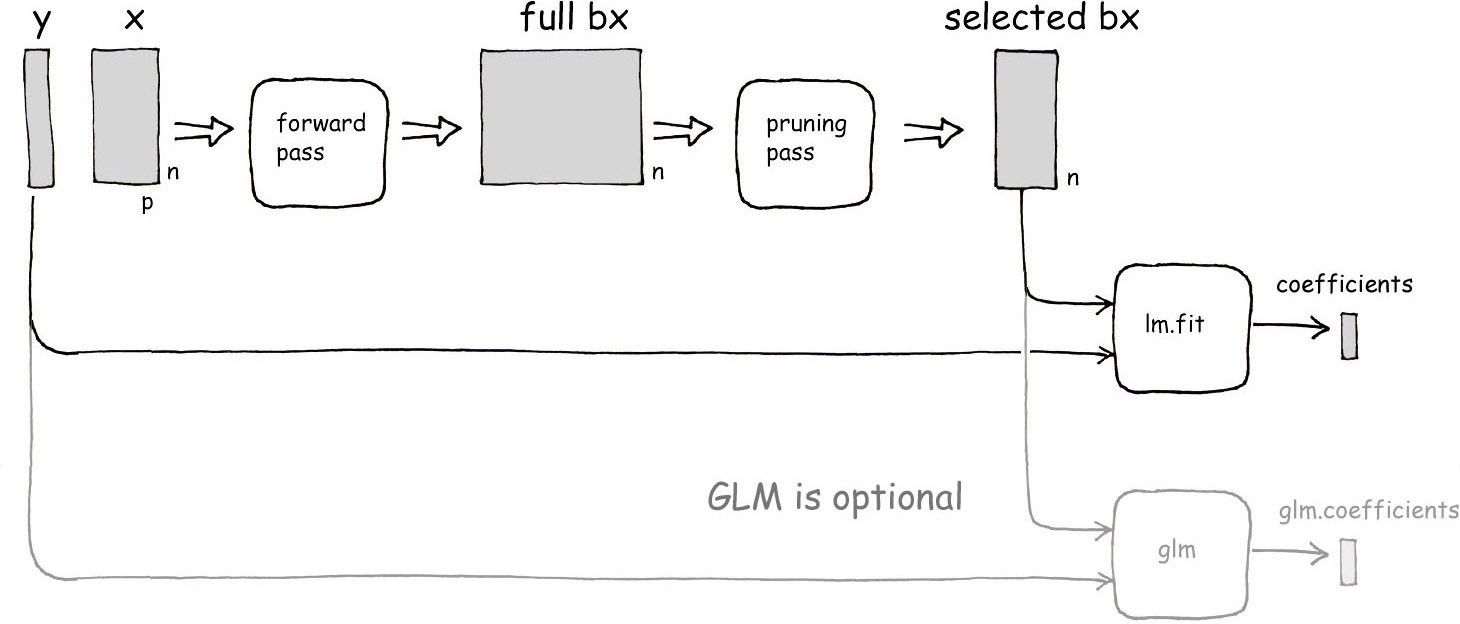 y
x
full bx
selected bx
forward
pass
pruning
pass
n
p
n
n
coefficients
lm.fit
GLM is optional
glm.coefficients
glm